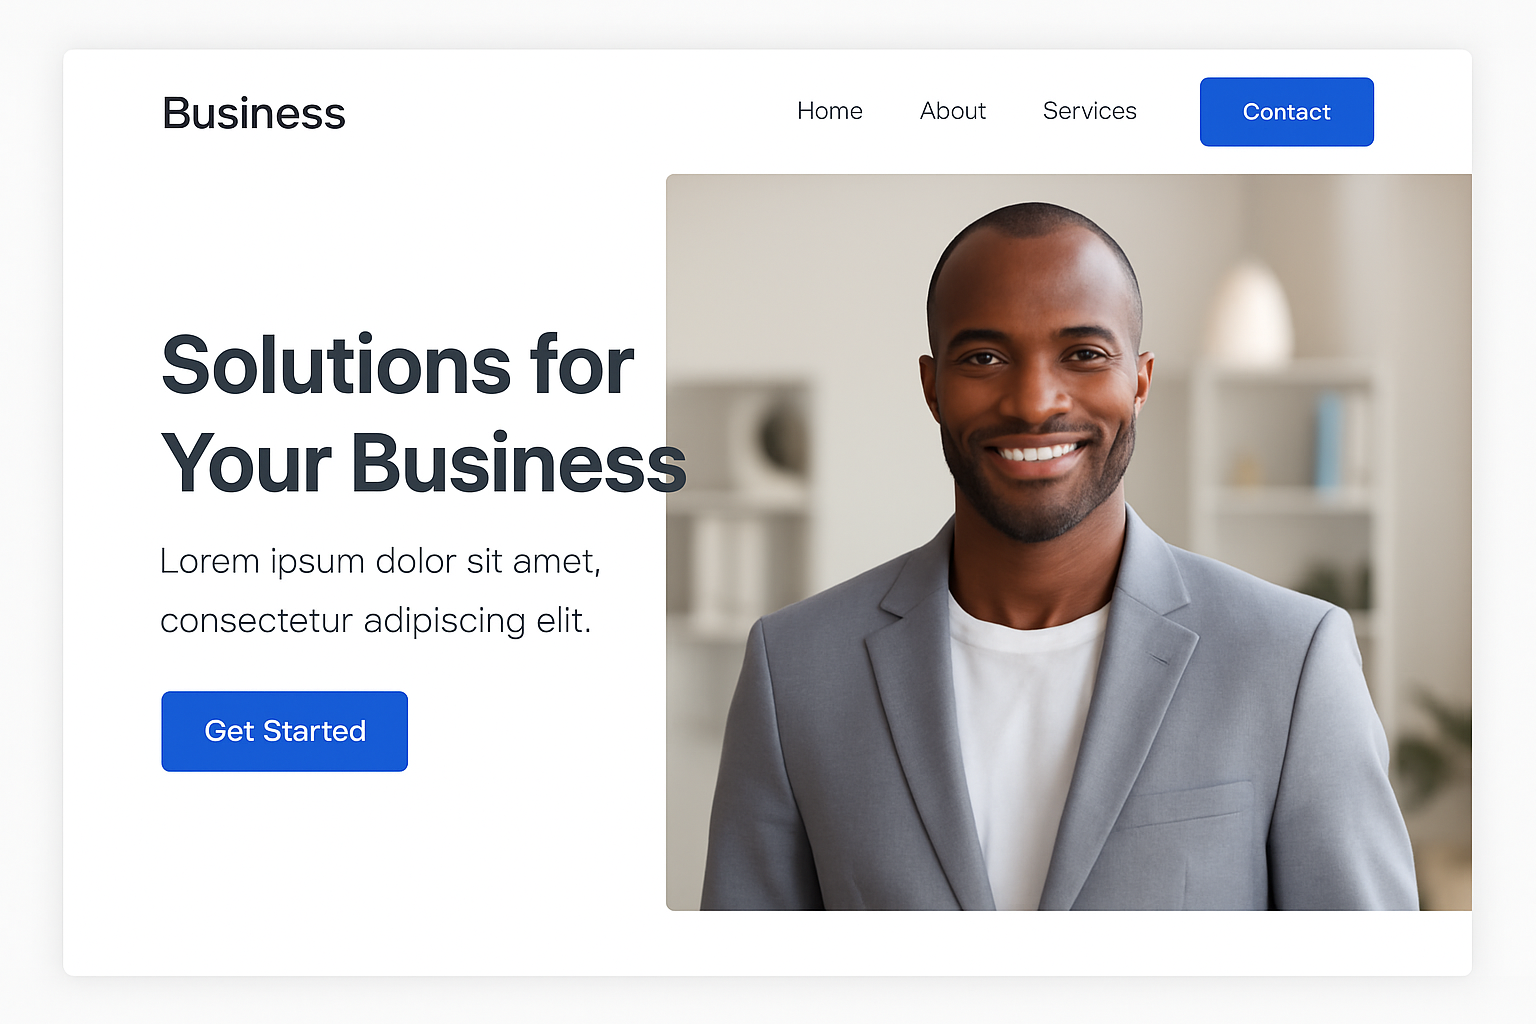 Business
Home About Services Contact
Solutions for
Your Business
Lorem ipsum dolor sit amet,
consectetur adipiscing elit.
Get Started